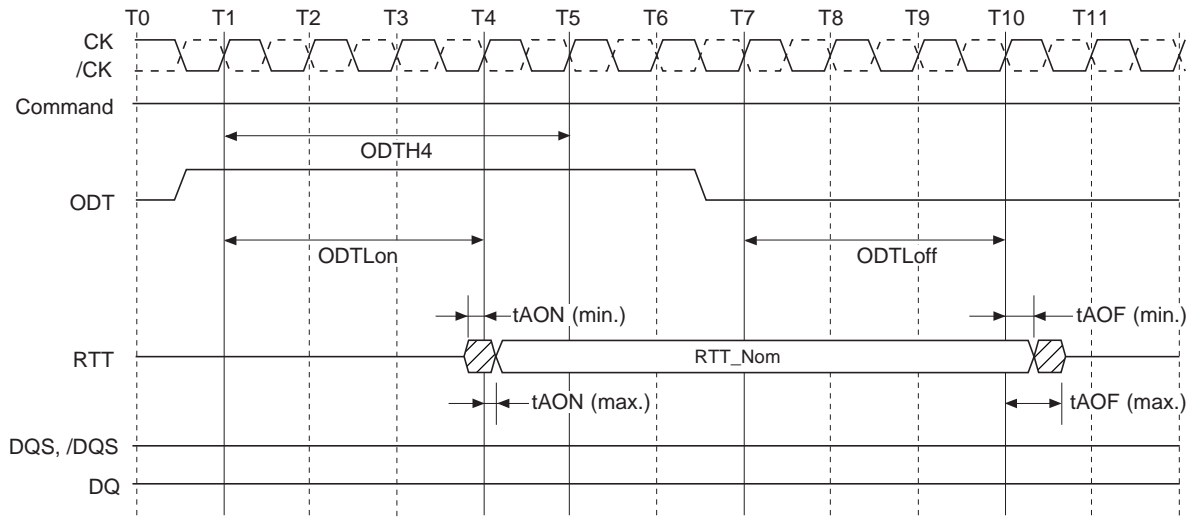 T0 T1 T2 T3 T4 T5 T6 T7 T8 T9 T10 T11
CK
/CK
Command
ODTH4
ODT
ODTLon
ODTLoff
tAON (min.)
tAOF (min.)
RTT
RTT_Nom
tAON (max.)
tAOF (max.)
DQS, /DQS
DQ